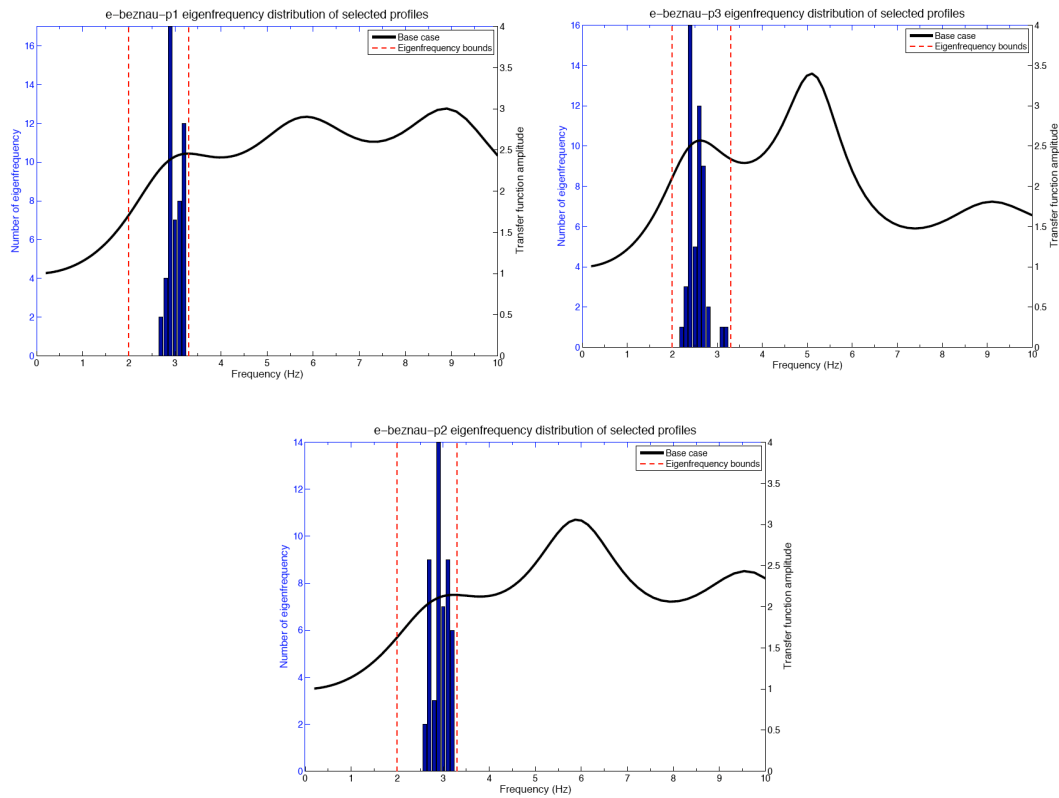 e-beznau-p1 eigenfrequency distribution of selected profiles
Base case
Eigenfrequency bounds
Number of eigenfrequency
0 2 4 6 8 10 12 14 16
Transfer function amplitude
0 0.5 1 1.5 2 2.5 3 3.5 4
0 1 2 3 4 5 6 7 8 9 10
Frequency (Hz)
e-beznau-p3 eigenfrequency distribution of selected profiles
Base case
Eigenfrequency bounds
Number of eigenfrequency
0 2 4 6 8 10 12 14 16
Transfer function amplitude
0 0.5 1 1.5 2 2.5 3 3.5 4
0 1 2 3 4 5 6 7 8 9 10
Frequency (Hz)
e-beznau-p2 eigenfrequency distribution of selected profiles
Base case
Eigenfrequency bounds
Number of eigenfrequency
0 2 4 6 8 10 12 14
Transfer function amplitude
0 0.5 1 1.5 2 2.5 3 3.5 4
0 1 2 3 4 5 6 7 8 9 10
Frequency (Hz)